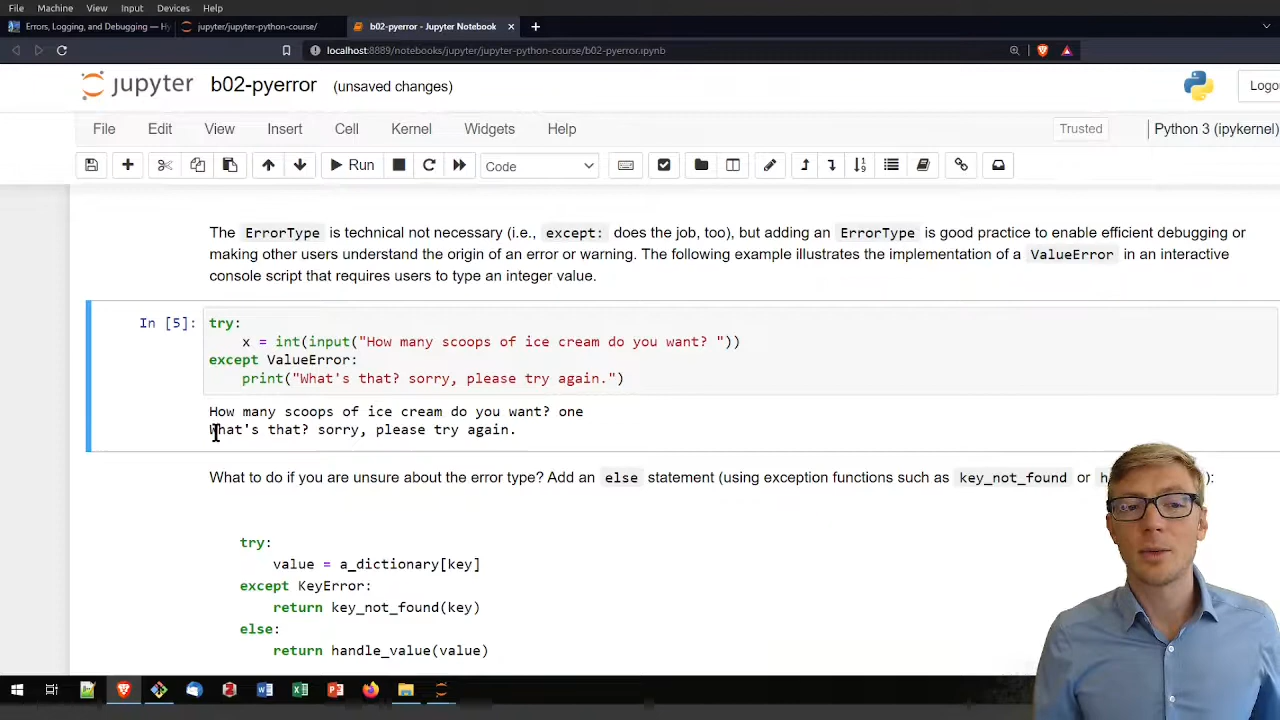 File Machine View Input Devices Help
Errors, Logging, and Debugging — Hy
jupyter/jupyter-python-course/
b02-pyerror - Jupyter Notebook
localhost:8889/notebooks/jupyter/jupyter-python-course/b02-pyerror.ipynb
jupyter b02-pyerror (unsaved changes)
Logo
File Edit View Insert Cell Kernel Widgets Help
Trusted
Python 3 (ipykernel)
Run
Code
The ErrorType is technical not necessary (i.e., except: does the job, too), but adding an ErrorType is good practice to enable efficient debugging or
making other users understand the origin of an error or warning. The following example illustrates the implementation of a ValueError in an interactive
console script that requires users to type an integer value.
In [5]: try:
x = int(input("How many scoops of ice cream do you want? "))
except ValueError:
print("What's that? sorry, please try again.")
How many scoops of ice cream do you want? one
What's that? sorry, please try again.
What to do if you are unsure about the error type? Add an else statement (using exception functions such as key_not_found or h ):
try:
value = a_dictionary[key]
except KeyError:
return key_not_found(key)
else:
return handle_value(value)